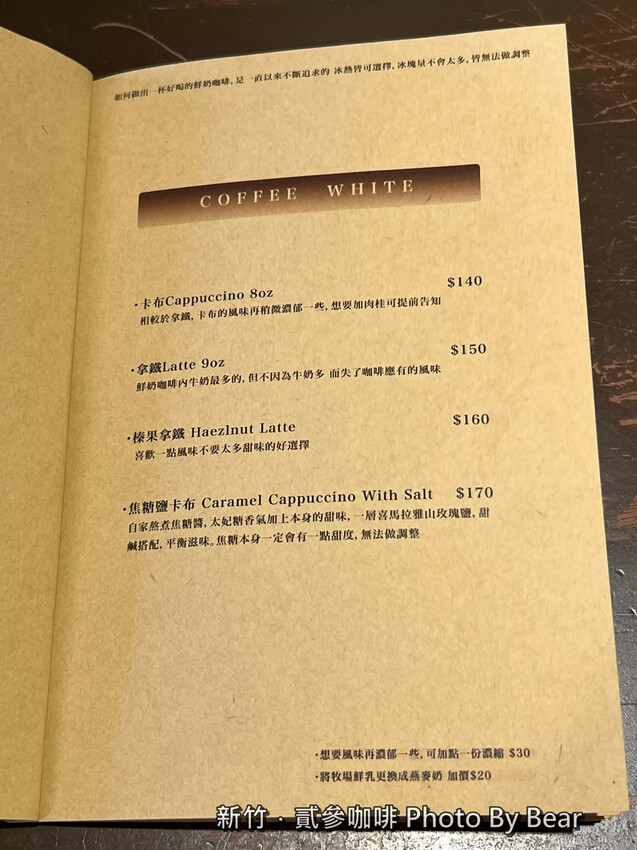 如何做出一杯好喝的鮮奶咖啡, 是一直以來不斷追求的 冰熱皆可選擇, 冰塊量不會太多, 皆無法做調整
COFFEE WHITE
·卡布Cappuccino 8oz $140
相較於拿鐵, 卡布的風味再稍微濃郁一些, 想要加肉桂可提前告知
·拿鐵Latte 9oz $150
鮮奶咖啡內牛奶最多的, 但不因為牛奶多 而失了咖啡應有的風味
·榛果拿鐵 Haezlnut Latte $160
喜歡一點風味不要太多甜味的好選擇
·焦糖鹽卡布 Caramel Cappuccino With Salt $170
自家熬煮焦糖醬, 太妃糖香氣加上本身的甜味, 一層喜馬拉雅山玫瑰鹽, 甜
鹹搭配, 平衡滋味。焦糖本身一定會有一點甜度, 無法做調整
·想要風味再濃郁一些, 可加點一份濃縮 $30
·將牧場鮮乳更換成燕麥奶 加價$20
新竹·貳參咖啡 Photo By Bear